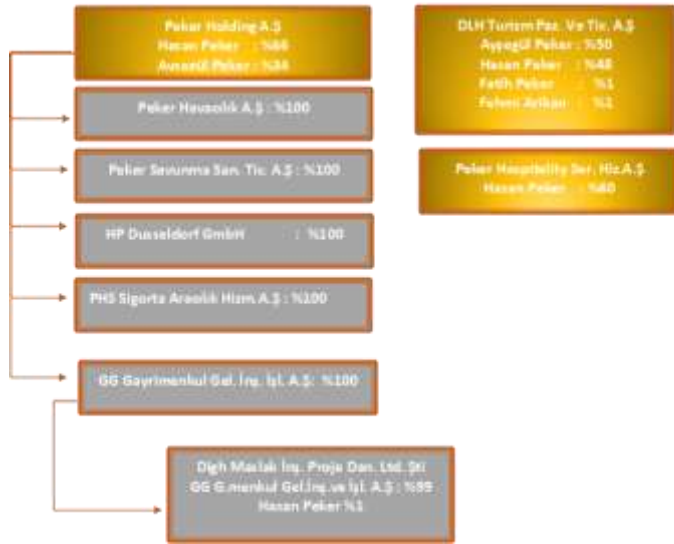 Peker Holding A.Ş
Hasan Peker : %66
Ayşegül Peker : %34
Peker Havacılık A.Ş : %100
Peker Savunma San. Tic. A.Ş : %100
HP Dusseldorf GmbH : %100
PHS Sigorta Aracılık Hizm.A.Ş : %100
GG Gayrimenkul Gel. İnş. İşl. A.Ş: %100
Digh Maslak İnş. Proje Dan. Ltd. Şti
GG G.menkul Gel.İnş.ve İşl. A.Ş : %99
Hasan Peker %1
DLH Turizm Paz. Ve Tic. A.Ş
Ayşegül Peker : %50
Hasan Peker : %48
Fatih Peker : %1
: %1
Peker Hospitality Ser. Hiz.A.Ş
Hasan Peker : %60